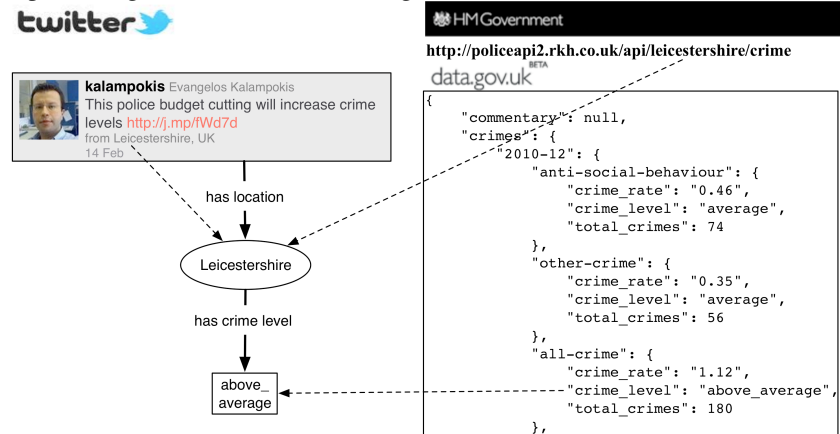 twitter
kalampokis Evangelos Kalampokis
This police budget cutting will increase crime
levels http://j.mp/fWd7d
from Leicestershire, UK
14 Feb
has location
Leicestershire
has crime level
above_
average
HM Government
http://policeapi2.rkh.co.uk/api/leicestershire/crime
data.gov.uk BETA
{
"commentary": null,
"crimes": {
"2010-12": {
"anti-social-behaviour": {
"crime_rate": "0.46",
"crime_level": "average",
"total_crimes": 74
},
"other-crime": {
"crime_rate": "0.35",
"crime_level": "average",
"total_crimes": 56
},
"all-crime": {
"crime_rate": "1.12",
"crime_level": "above_average",
"total_crimes": 180
},